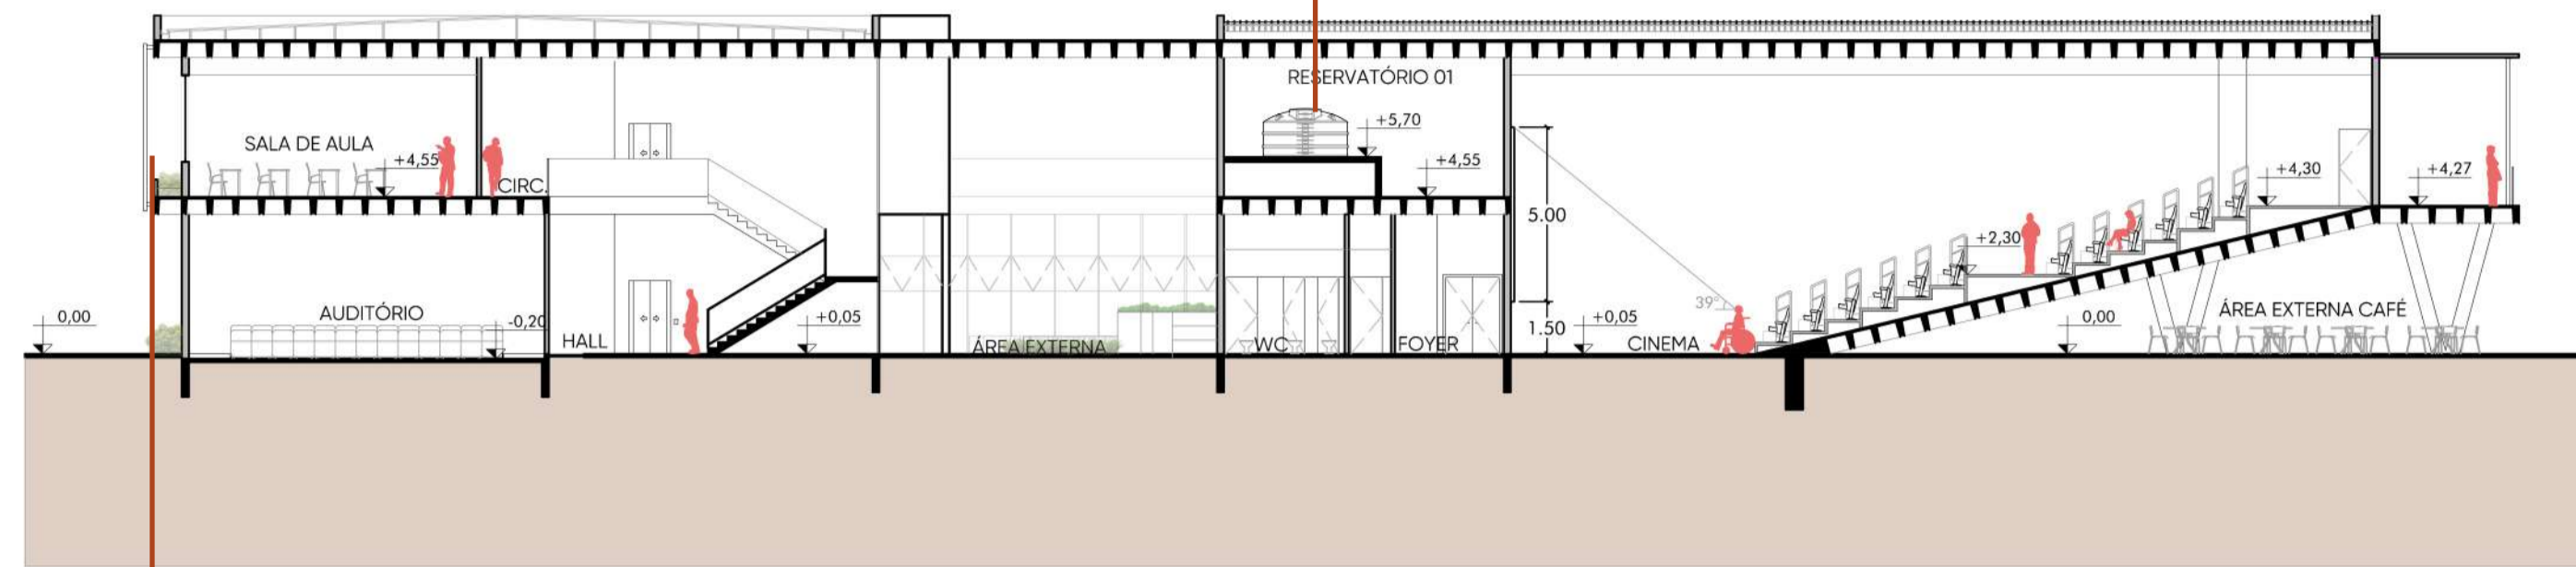 RESERVATÓRIO 01
SALA DE AULA
+4,55
CIRC.
+5,70
+4,55
+4,30
+4,27
5.00
+2,30
0,00
AUDITÓRIO
-0,20
HALL
+0,05
ÁREA EXTERNA
WC
FOYER
1.50
+0,05
39°
CINEMA
0,00
ÁREA EXTERNA CAFÉ